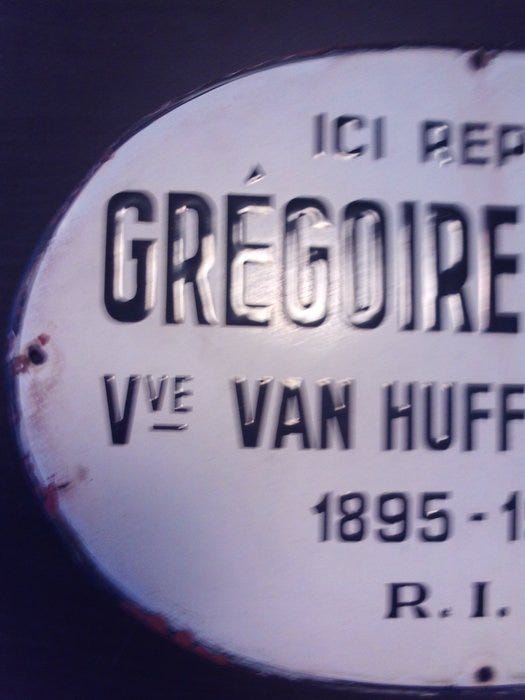 ICI REP
GRÉGOIRE
Vve VAN HUFF
1895-1
R.I.